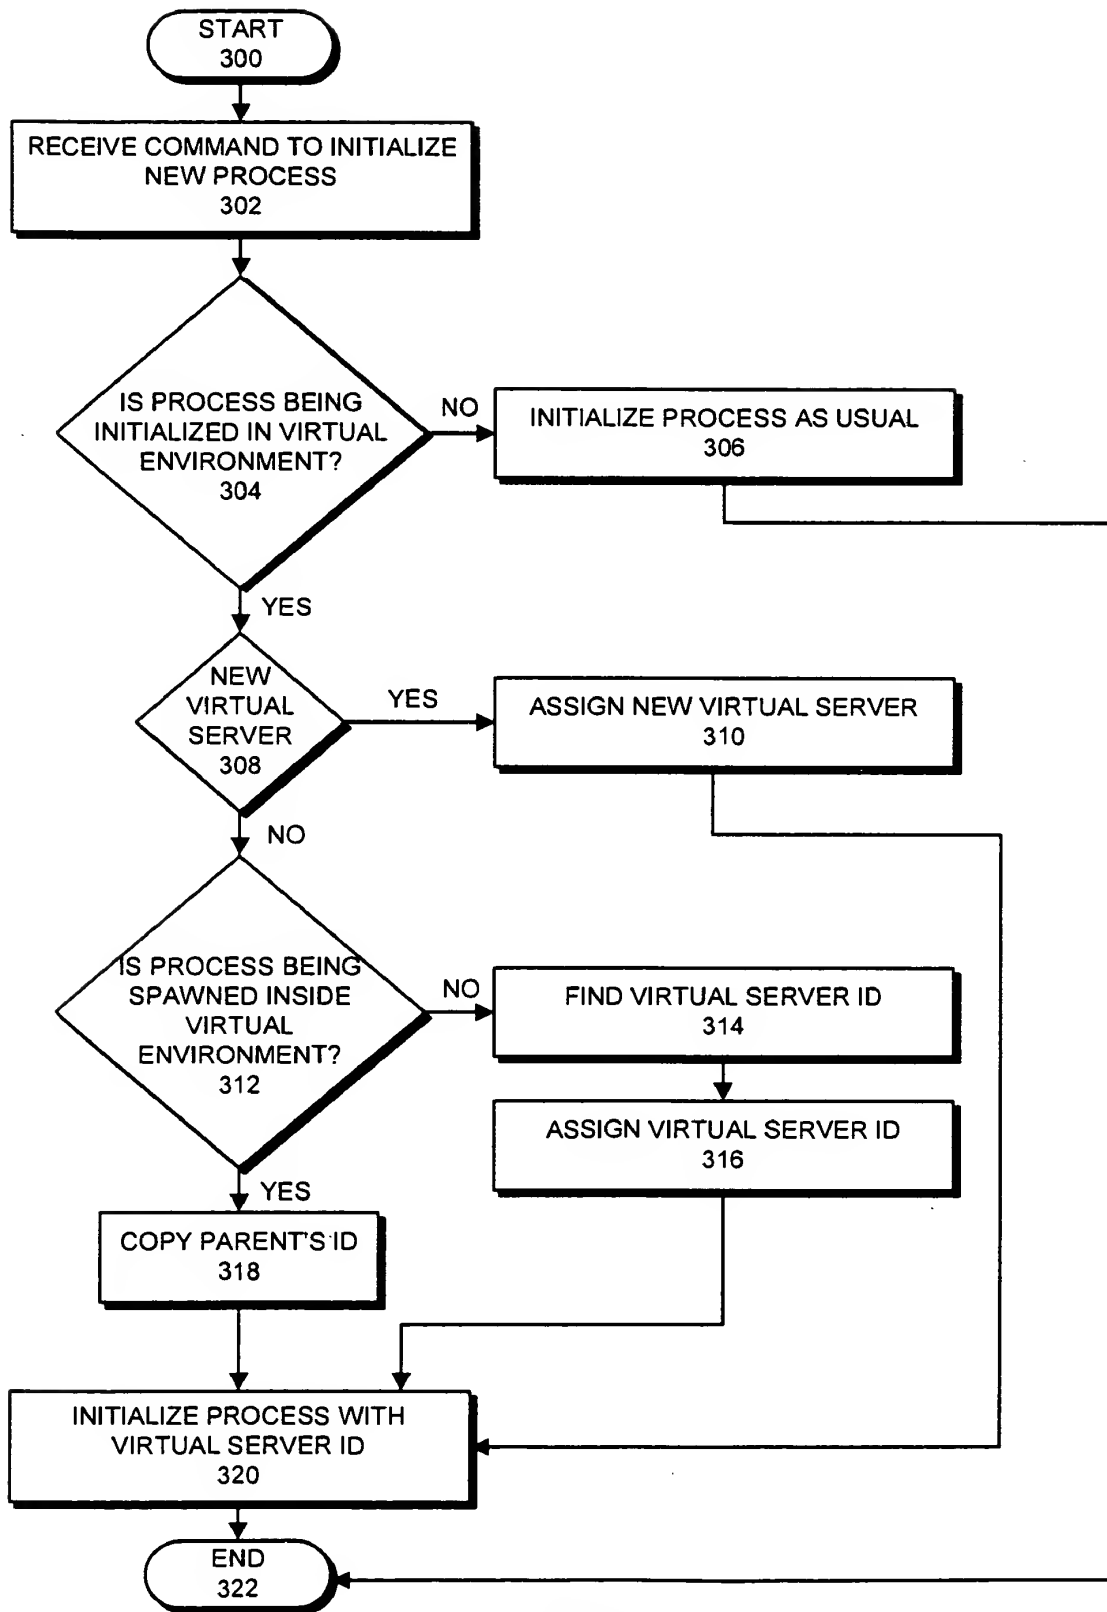 START
300
RECEIVE COMMAND TO INITIALIZE
NEW PROCESS
302
IS PROCESS BEING
INITIALIZED IN VIRTUAL
ENVIRONMENT?
304
NO
INITIALIZE PROCESS AS USUAL
306
YES
NEW
VIRTUAL
SERVER
308
YES
ASSIGN NEW VIRTUAL SERVER
310
NO
IS PROCESS BEING
SPAWNED INSIDE
VIRTUAL
ENVIRONMENT?
312
NO
FIND VIRTUAL SERVER ID
314
ASSIGN VIRTUAL SERVER ID
316
YES
COPY PARENT'S ID
318
INITIALIZE PROCESS WITH
VIRTUAL SERVER ID
320
END
322